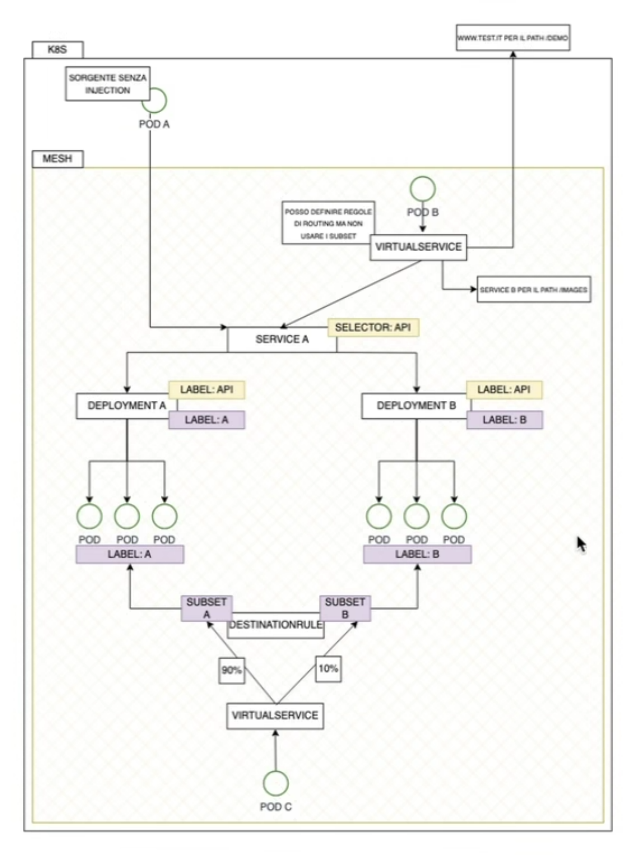 WWW.TEST.IT PER IL PATH /DEMO
K8S
SORGENTE SENZA
INJECTION
POD A
MESH
POSSO DEFINIRE REGOLE
DI ROUTING MA NON
USARE I SUBSET
POD B
VIRTUALSERVICE
SERVICE B PER IL PATH /IMAGES
SERVICE A
SELECTOR: API
DEPLOYMENT A
LABEL: API
LABEL: A
DEPLOYMENT B
LABEL: API
LABEL: B
POD POD POD
LABEL: A
POD POD POD
LABEL: B
SUBSET
A
DESTINATIONRULE
SUBSET
B
90%
10%
VIRTUALSERVICE
POD C